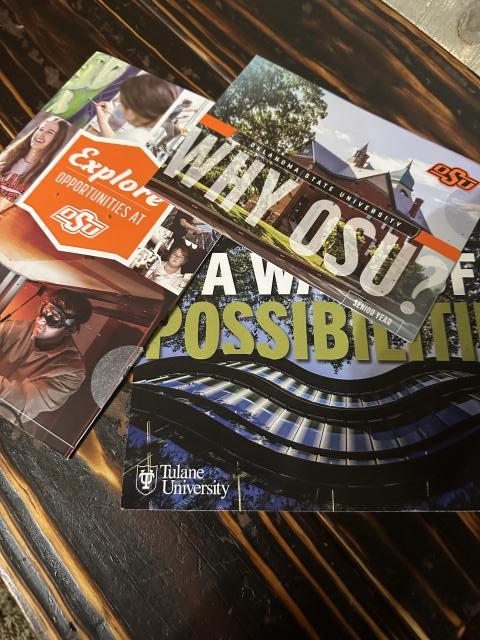 Explore
OPPORTUNITIES AT
OSU
OKLAHOMA STATE UNIVERSITY
OSU
WHY OSU?
SENIOR YEAR
A
POSSIBILITI
Tulane
University